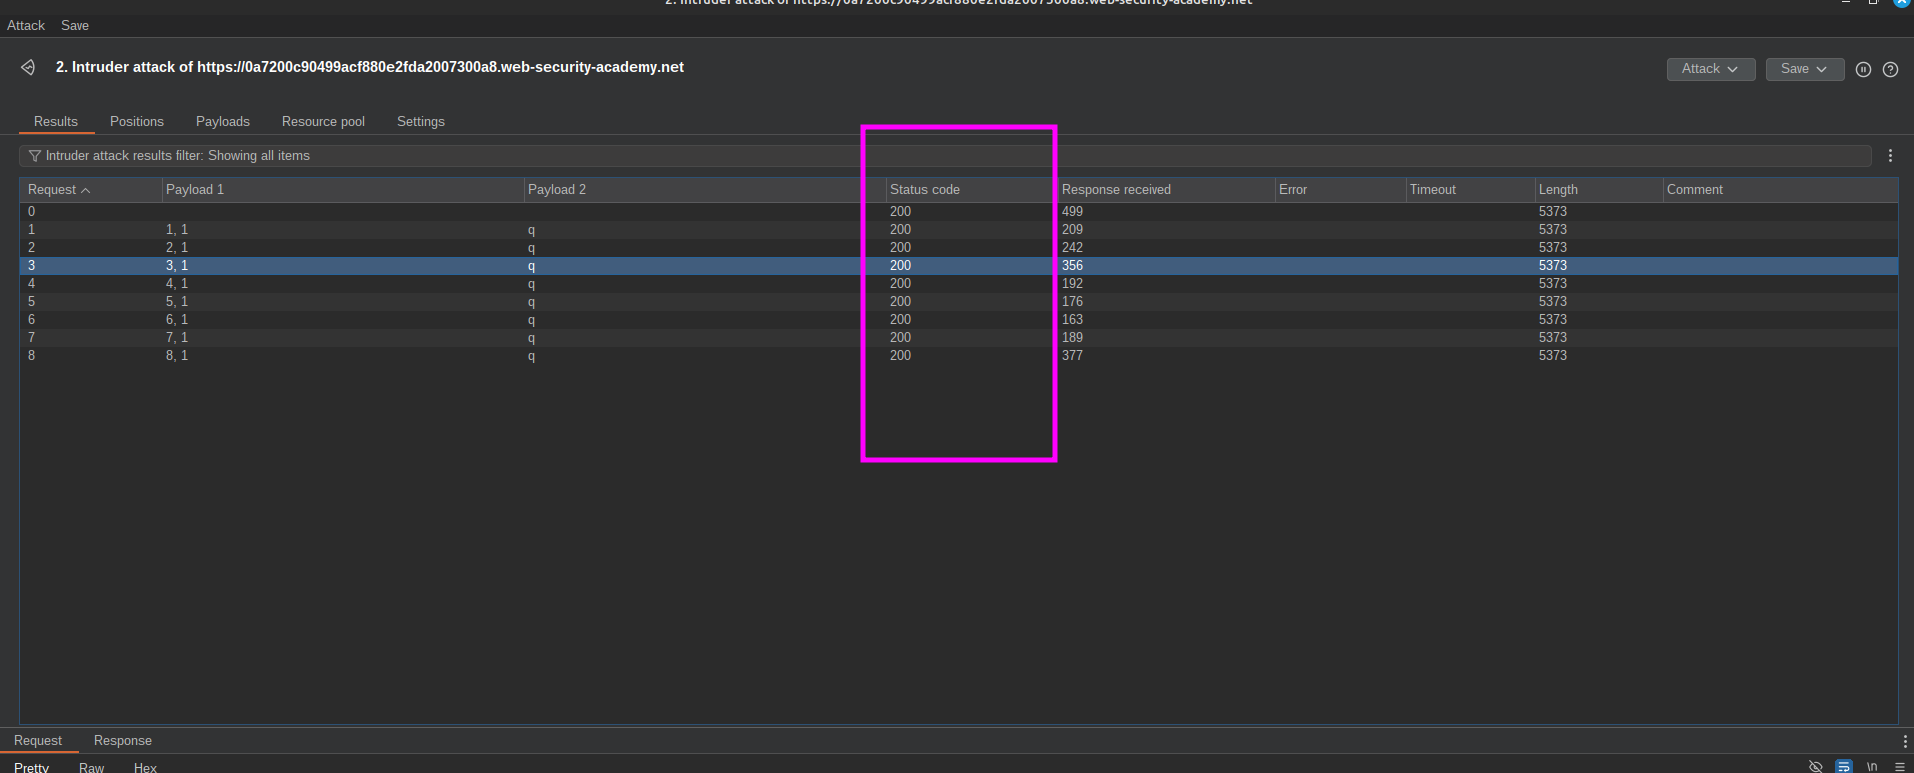 2. Intruder attack of https://0a7200c90499acf880e2fda2007300a8.web-security-academy.net
Attack Save
2. Intruder attack of https://0a7200c90499acf880e2fda2007300a8.web-security-academy.net
Attack Save
Results Positions Payloads Resource pool Settings
Intruder attack results filter: Showing all items
Request Payload 1 Payload 2 Status code Response received Error Timeout Length Comment
0 200 499 5373
1 1, 1 q 200 209 5373
2 2, 1 q 200 242 5373
3 3, 1 q 200 356 5373
4 4, 1 q 200 192 5373
5 5, 1 q 200 176 5373
6 6, 1 q 200 163 5373
7 7, 1 q 200 189 5373
8 8, 1 q 200 377 5373
Request Response
Pretty Raw Hex \n